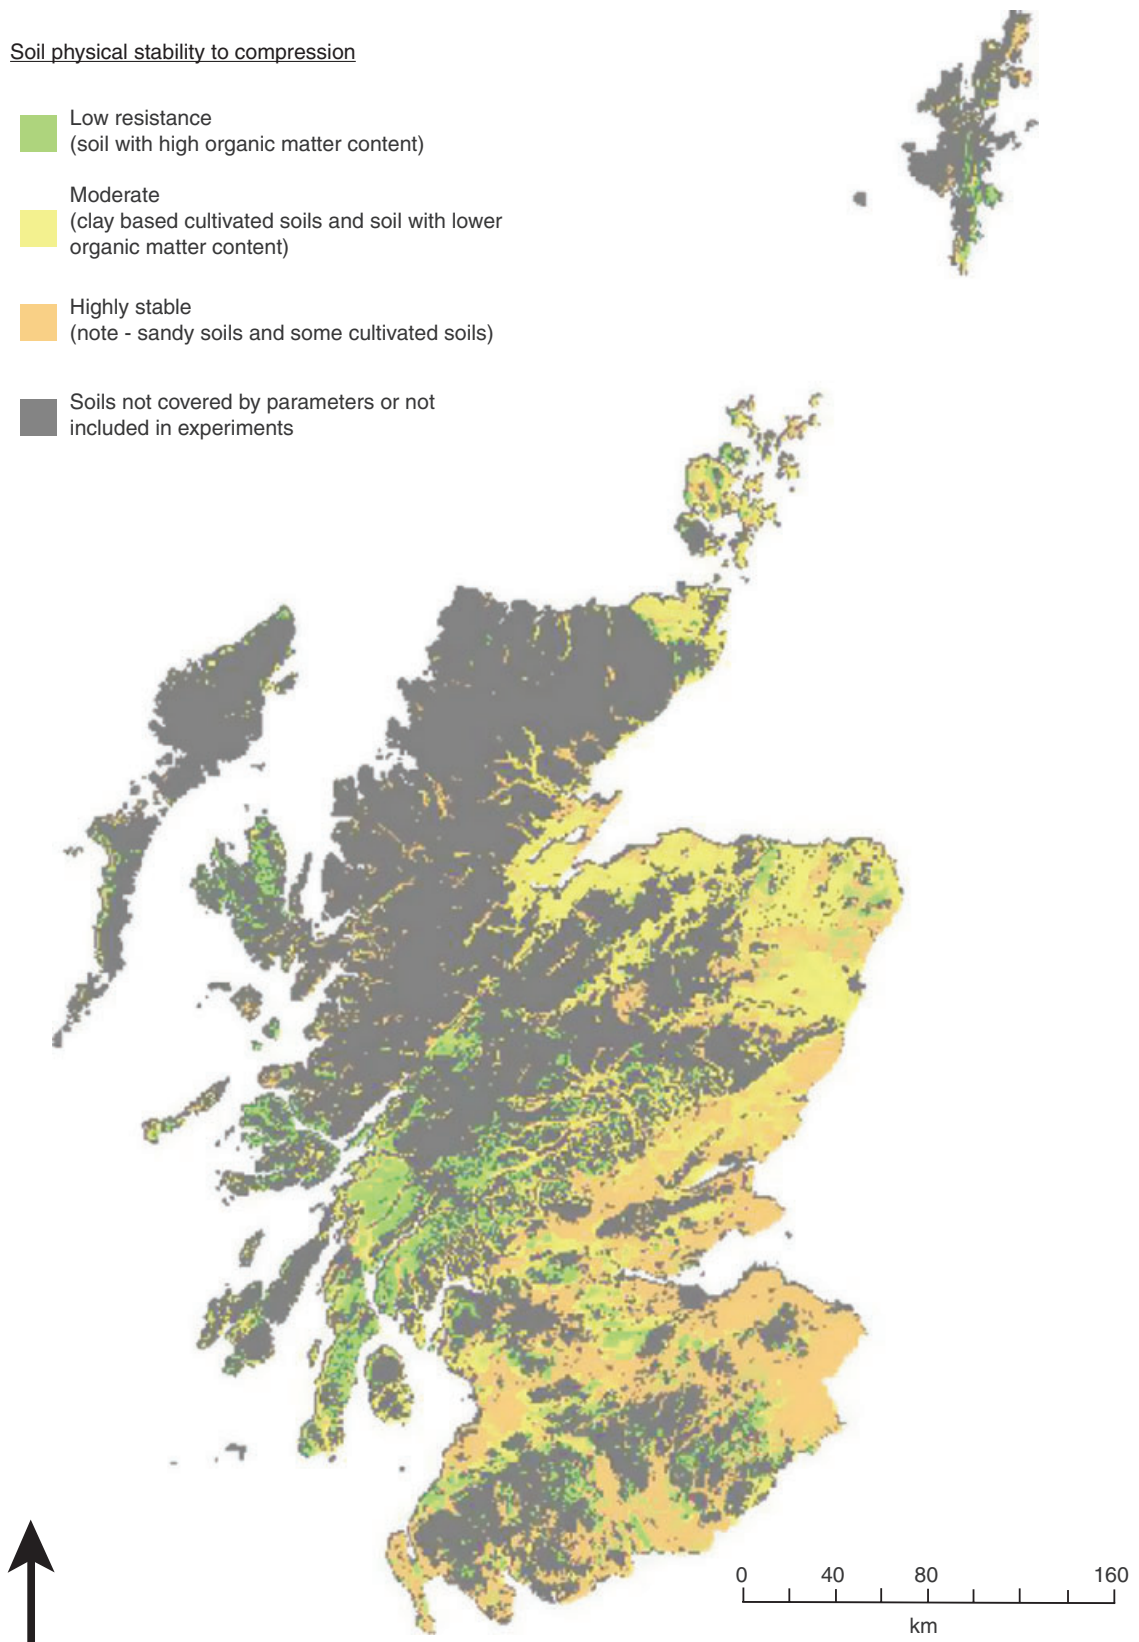 Soil physical stability to compression
Low resistance
(soil with high organic matter content)
Moderate
(clay based cultivated soils and soil with lower
organic matter content)
Highly stable
(note - sandy soils and some cultivated soils)
Soils not covered by parameters or not
included in experiments
0 40 80 160
km